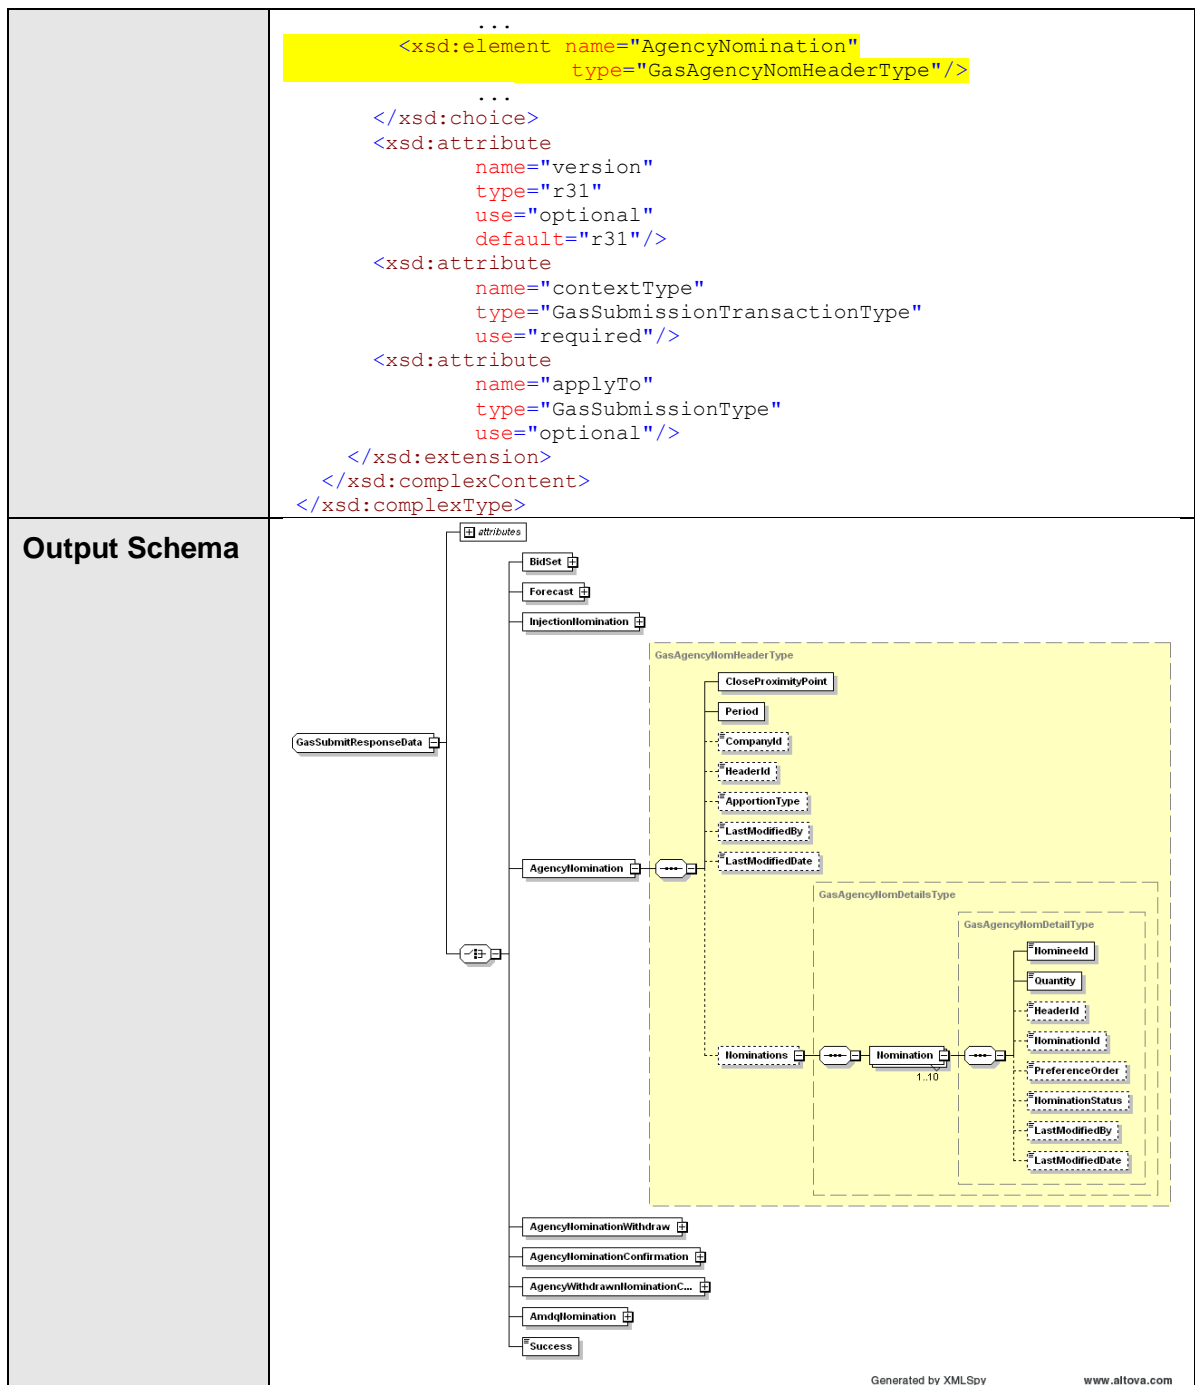 ...
<xsd:element name="AgencyNomination"
type="GasAgencyNomHeaderType"/>
...
</xsd:choice>
<xsd:attribute
name="version"
type="r31"
use="optional"
default="r31"/>
<xsd:attribute
name="contextType"
type="GasSubmissionTransactionType"
use="required"/>
<xsd:attribute
name="applyTo"
type="GasSubmissionType"
use="optional"/>
</xsd:extension>
</xsd:complexContent>
</xsd:complexType>
Output Schema
attributes
BidSet
Forecast
InjectionNomination
GasAgencyNomHeaderType
CloseProximityPoint
Period
GasSubmitResponseData
CompanyId
HeaderId
ApportionType
LastModifiedBy
AgencyNomination
LastModifiedDate
GasAgencyNomDetailsType
GasAgencyNomDetailType
NomineeId
Quantity
HeaderId
NominationId
Nominations
Nomination
1..10
PreferenceOrder
NominationStatus
LastModifiedBy
LastModifiedDate
AgencyNominationWithdraw
AgencyNominationConfirmation
AgencyWithdrawnNominationC...
AmdqNomination
Success
Generated by XMLSpy
www.altova.com